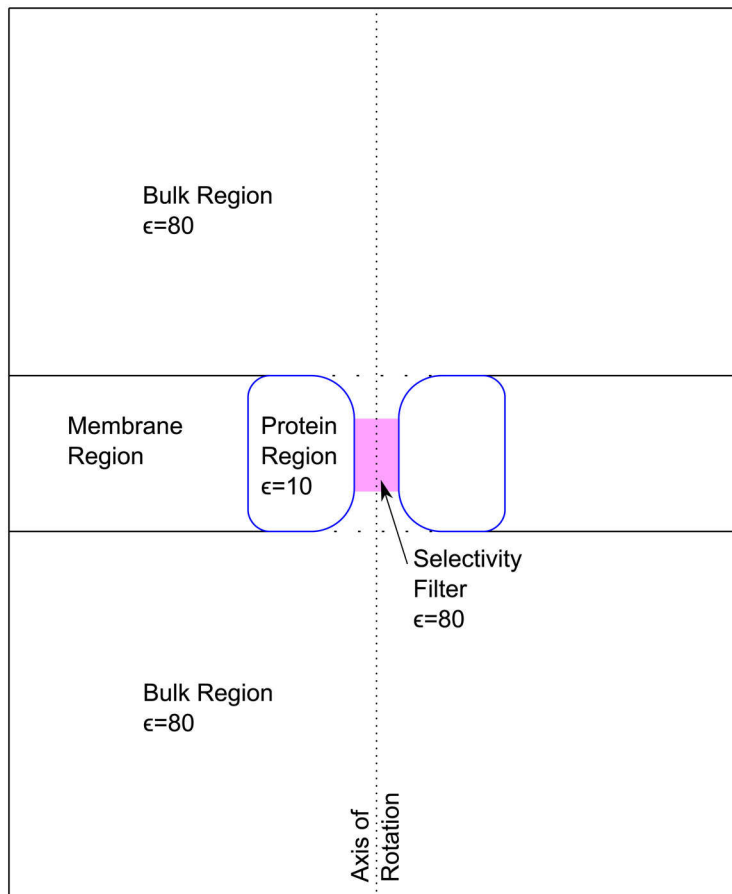 Bulk Region
ϵ=80
Membrane
Region
Protein
Region
ϵ=10
Selectivity
Filter
ϵ=80
Bulk Region
ϵ=80
Axis of
Rotation